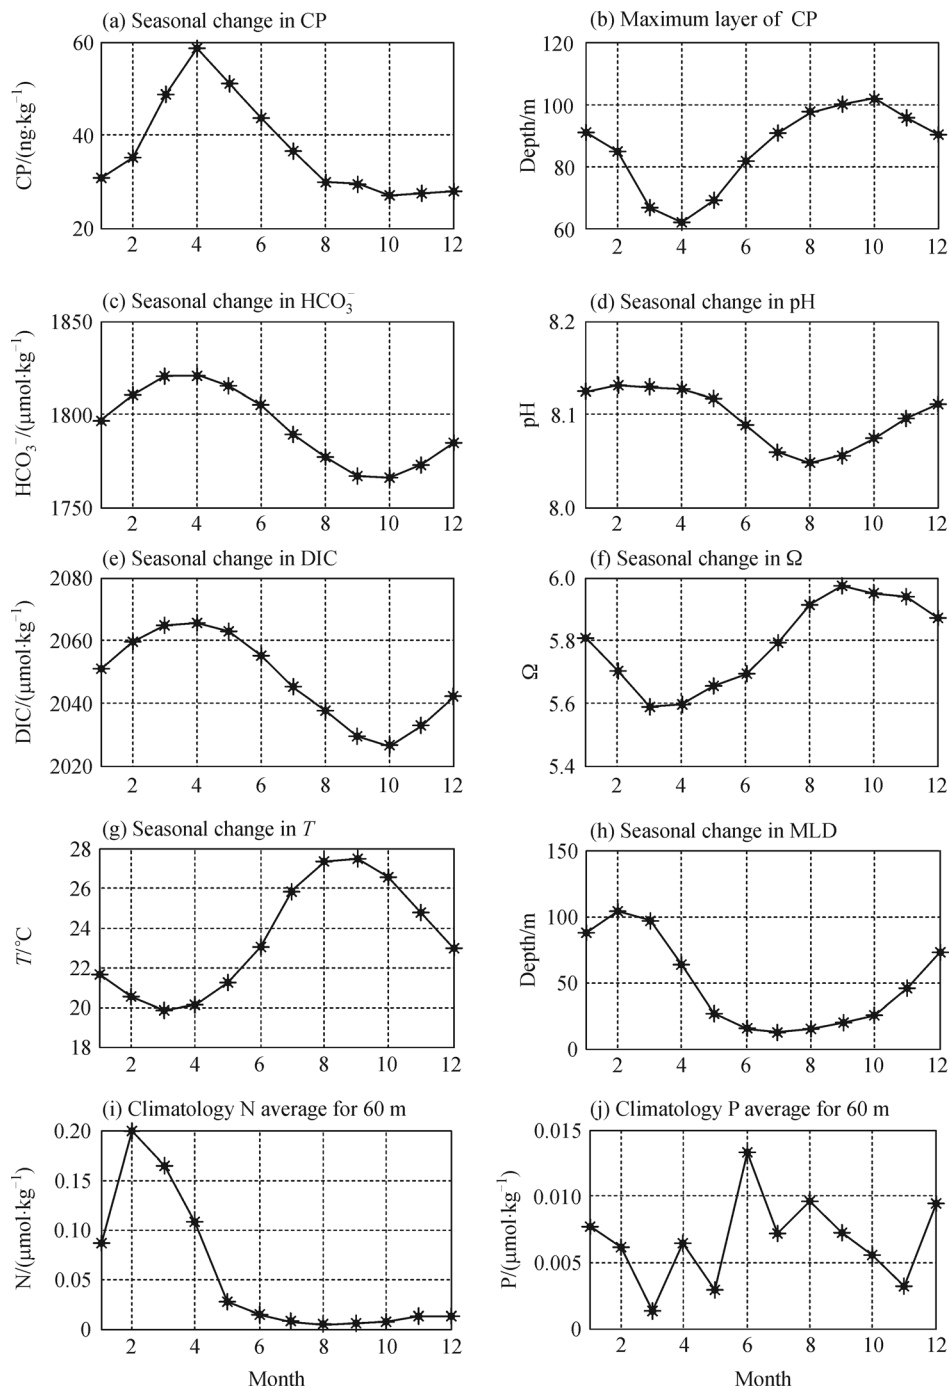 (a) Seasonal change in CP
(b) Maximum layer of CP
CP/(ng·kg⁻¹)
60
40
20
2 4 6 8 10 12
Depth/m
120
100
80
60
2 4 6 8 10 12
(c) Seasonal change in HCO₃⁻
(d) Seasonal change in pH
HCO₃⁻/(μmol·kg⁻¹)
1850
1800
1750
2 4 6 8 10 12
pH
8.2
8.1
8.0
2 4 6 8 10 12
(e) Seasonal change in DIC
(f) Seasonal change in Ω
DIC/(μmol·kg⁻¹)
2080
2060
2040
2020
2 4 6 8 10 12
Ω
6.0
5.8
5.6
5.4
2 4 6 8 10 12
(g) Seasonal change in T
(h) Seasonal change in MLD
T/℃
28
26
24
22
20
18
2 4 6 8 10 12
Depth/m
150
100
50
0
2 4 6 8 10 12
(i) Climatology N average for 60 m
(j) Climatology P average for 60 m
N/(μmol·kg⁻¹)
0.20
0.15
0.10
0.05
0
2 4 6 8 10 12
Month
P/(μmol·kg⁻¹)
0.015
0.010
0.005
0
2 4 6 8 10 12
Month